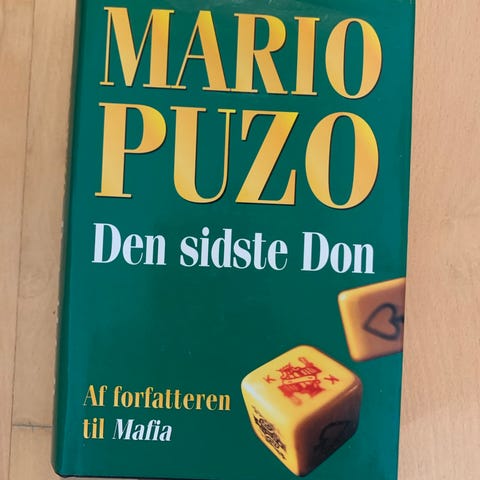 MARIO
PUZO
Den sidste Don
Af forfatteren
til Mafia